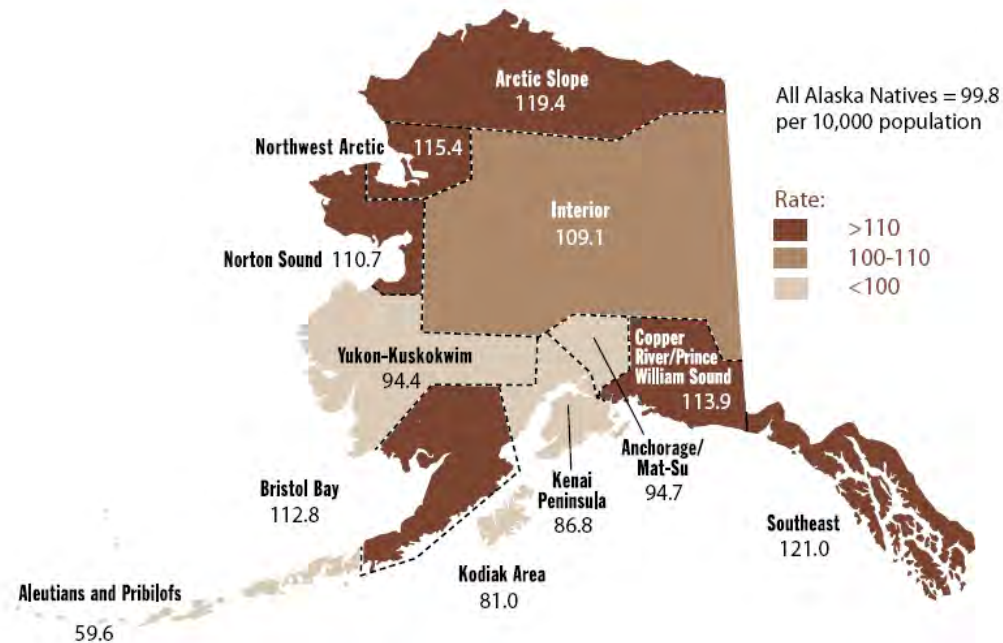 Arctic Slope
119.4
All Alaska Natives = 99.8
per 10,000 population
Northwest Arctic
115.4
Rate:
>110
100-110
<100
Interior
109.1
Norton Sound 110.7
Yukon-Kuskokwim
94.4
Copper
River/Prince
William Sound
113.9
Anchorage/
Mat-Su
94.7
Kenai
Peninsula
86.8
Bristol Bay
112.8
Southeast
121.0
Kodiak Area
81.0
Aleutians and Pribilofs
59.6